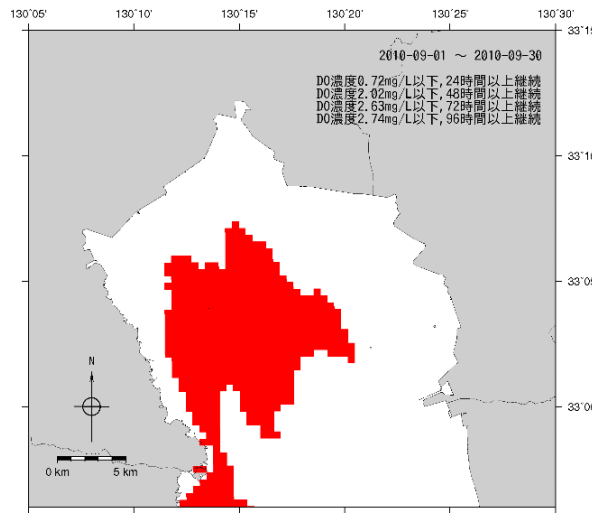 130°05' 130°10' 130°15' 130°20' 130°25' 130°30'
33°15'
2010-09-01 ～ 2010-09-30
DO濃度0.72mg/L以下,24時間以上継続
DO濃度2.02mg/L以下,48時間以上継続
DO濃度2.63mg/L以下,72時間以上継続
DO濃度2.74mg/L以下,96時間以上継続
33°10'
33°05'
N
33°00'
0 km 5 km